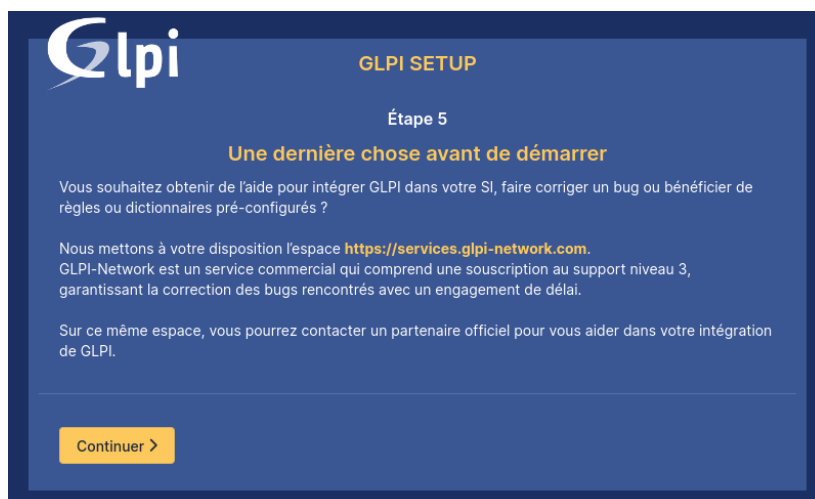 Glpi
GLPI SETUP
Étape 5
Une dernière chose avant de démarrer
Vous souhaitez obtenir de l’aide pour intégrer GLPI dans votre SI, faire corriger un bug ou bénéficier de
règles ou dictionnaires pré-configurés ?
Nous mettons à votre disposition l’espace https://services.glpi-network.com.
GLPI-Network est un service commercial qui comprend une souscription au support niveau 3,
garantissant la correction des bugs rencontrés avec un engagement de délai.
Sur ce même espace, vous pourrez contacter un partenaire officiel pour vous aider dans votre intégration
de GLPI.
Continuer